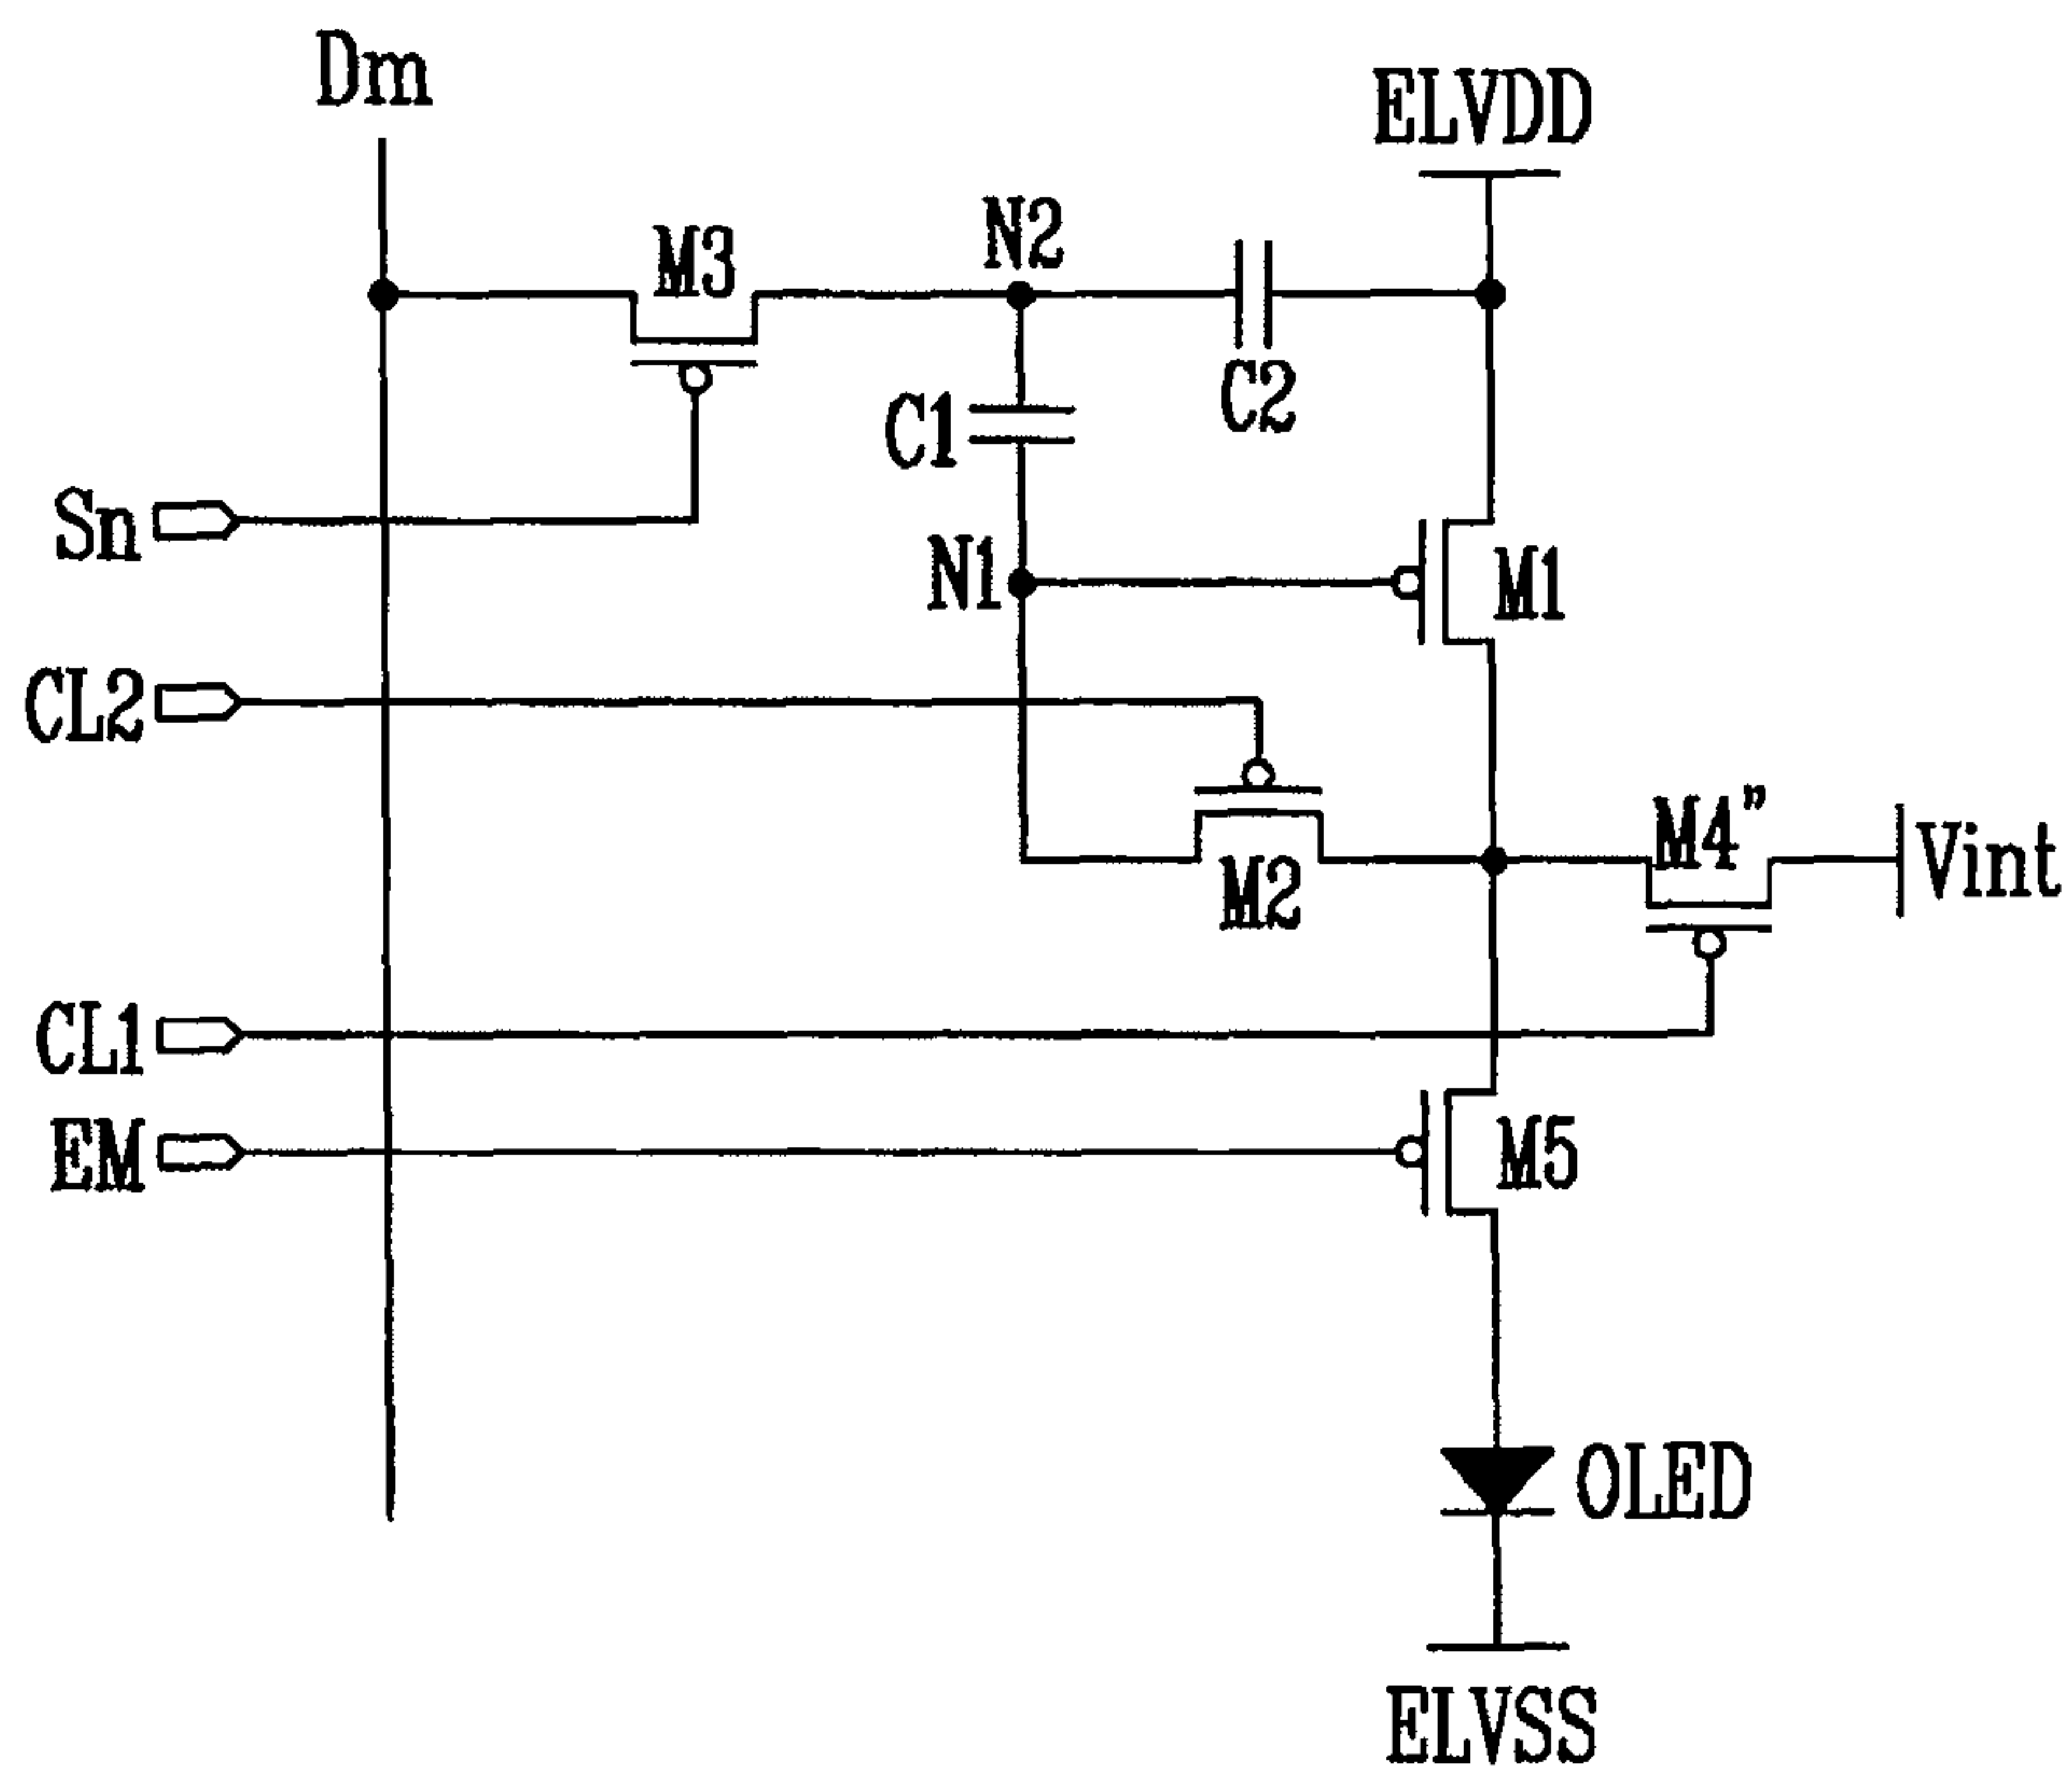 Dm
ELVDD
N2
M3
C2
C1
Sn
N1
M1
CL2
M4”
Vint
M2
CL1
EM
M5
OLED
ELVSS